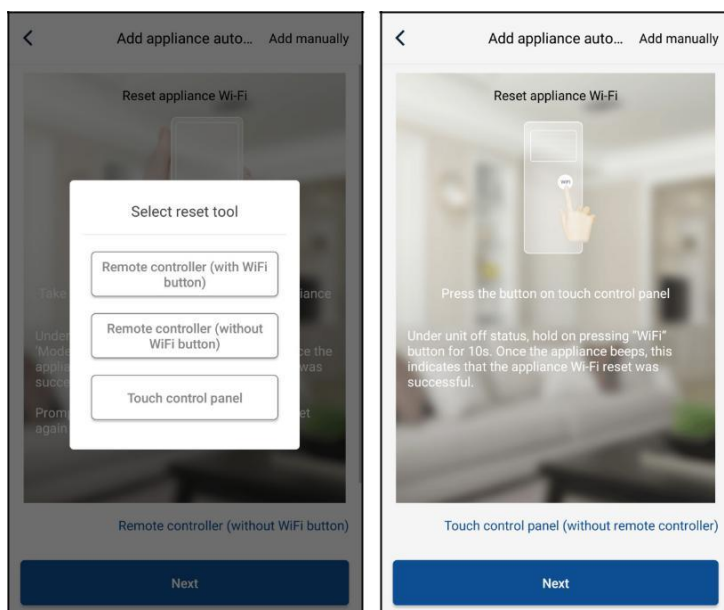 Add appliance auto... Add manually
Reset appliance Wi-Fi
Select reset tool
Remote controller (with WiFi
button)
Remote controller (without
WiFi button)
Touch control panel
Take
iance
Under
'Mode
ce the
applia
was
succe
Prom
et
again
Remote controller (without WiFi button)
Next
Add appliance auto... Add manually
Reset appliance Wi-Fi
WiFi
Press the button on touch control panel
Under unit off status, hold on pressing "WiFi"
button for 10s. Once the appliance beeps, this
indicates that the appliance Wi-Fi reset was
successful.
Touch control panel (without remote controller)
Next